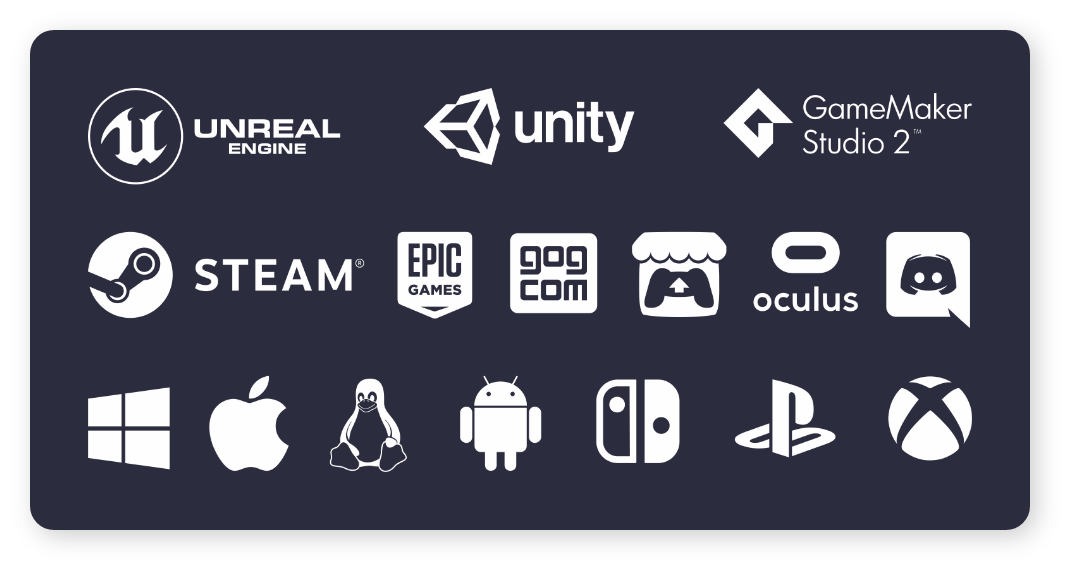 UNREAL
ENGINE
unity
GameMaker
Studio 2™
STEAM®
EPIC
GAMES
gog
com
oculus